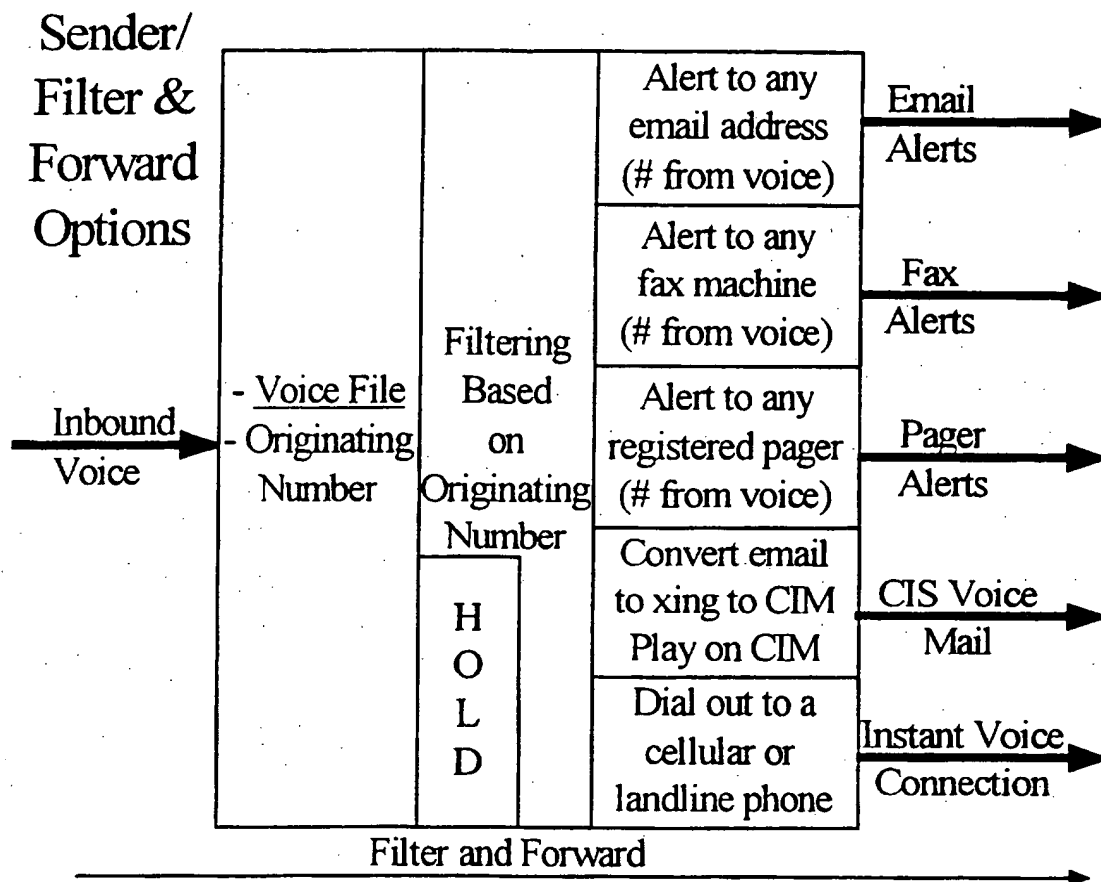 Sender/
Filter &
Forward
Options
Inbound
Voice
- Voice File
- Originating
Number
Filtering
Based
on
Originating
Number
H
O
L
D
Alert to any
email address
(# from voice)
Alert to any
fax machine
(# from voice)
Alert to any
registered pager
(# from voice)
Convert email
to xing to CIM
Play on CIM
Dial out to a
cellular or
landline phone
Email
Alerts
Fax
Alerts
Pager
Alerts
CIS Voice
Mail
Instant Voice
Connection
Filter and Forward